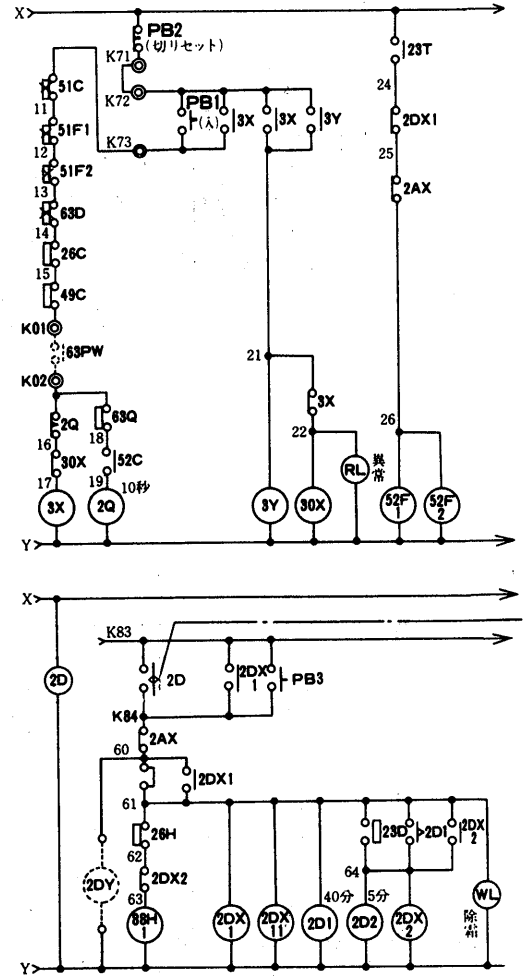 X
PB2
(切リセット)
K71
K72
K73
PB1
(入)
3X
3X
3Y
23T
24
2DX1
25
2AX
51C
11
51F1
12
51F2
13
63D
14
26C
15
49C
K01
63PW
K02
2Q
16
30X
17
3X
63Q
18
52C
19
10秒
2Q
21
3X
22
RL
異常
3Y
30X
26
52F
1
52F
2
Y
X
K83
2D
2D
2DX
1
PB3
K84
2AX
60
2DX1
61
26H
62
2DX2
63
88H
1
2DY
23D
2D1
2DX
2
64
40分
5分
2DX
1
2DX
11
2D1
2D2
2DX
2
WL
除霜
Y